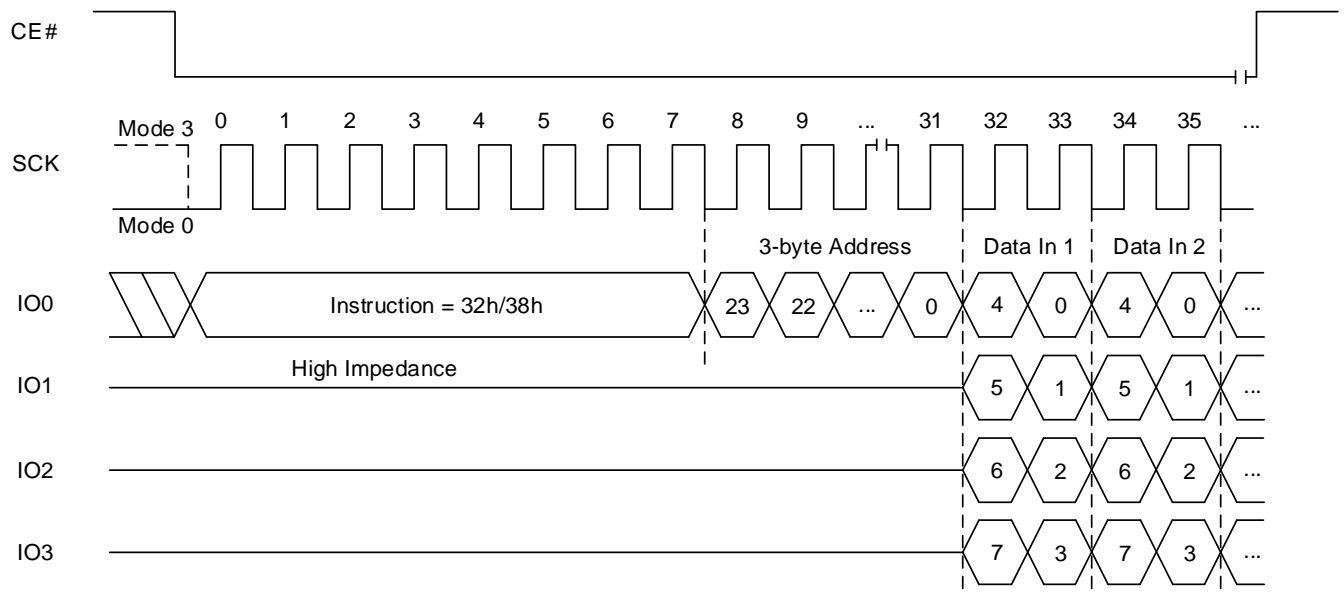 CE#
Mode 3 0 1 2 3 4 5 6 7 8 9 ... 31 32 33 34 35 ...
SCK
Mode 0
3-byte Address Data In 1 Data In 2
IO0 Instruction = 32h/38h 23 22 ... 0 4 0 4 0 ...
High Impedance
IO1 5 1 5 1 ...
IO2 6 2 6 2 ...
IO3 7 3 7 3 ...